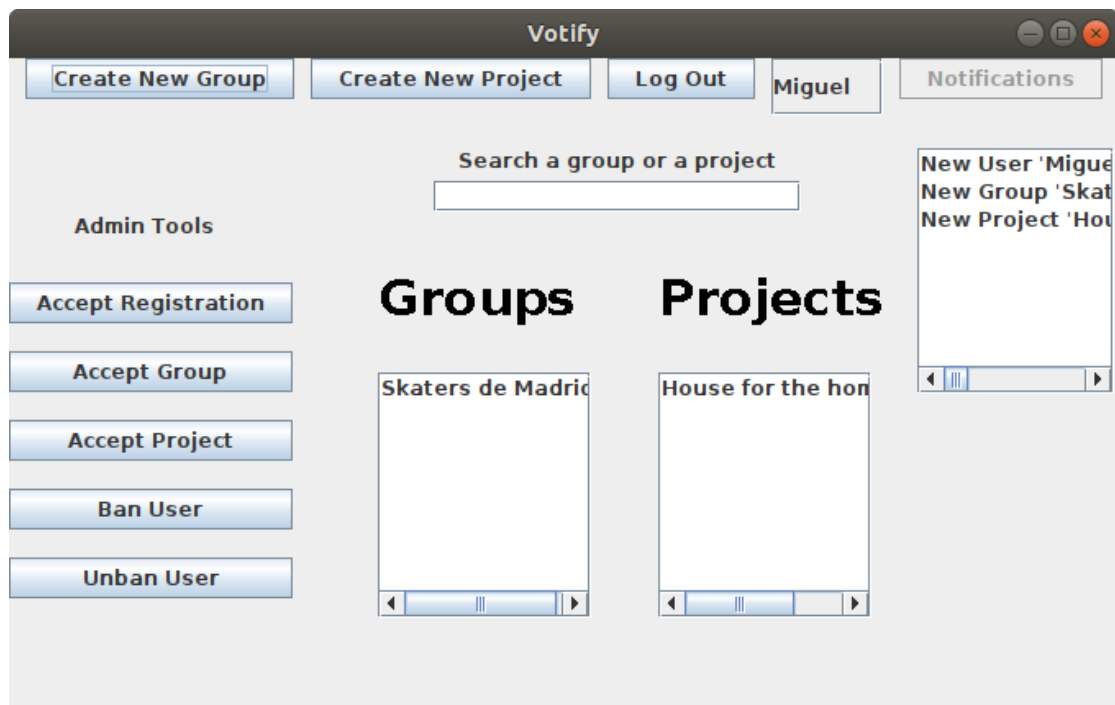 Votify
Create New Group
Create New Project
Log Out
Miguel
Notifications
Search a group or a project
New User 'Migue
New Group 'Skat
New Project 'Hou
Admin Tools
Groups
Projects
Accept Registration
Accept Group
Accept Project
Ban User
Unban User
Skaters de Madrid
House for the hom